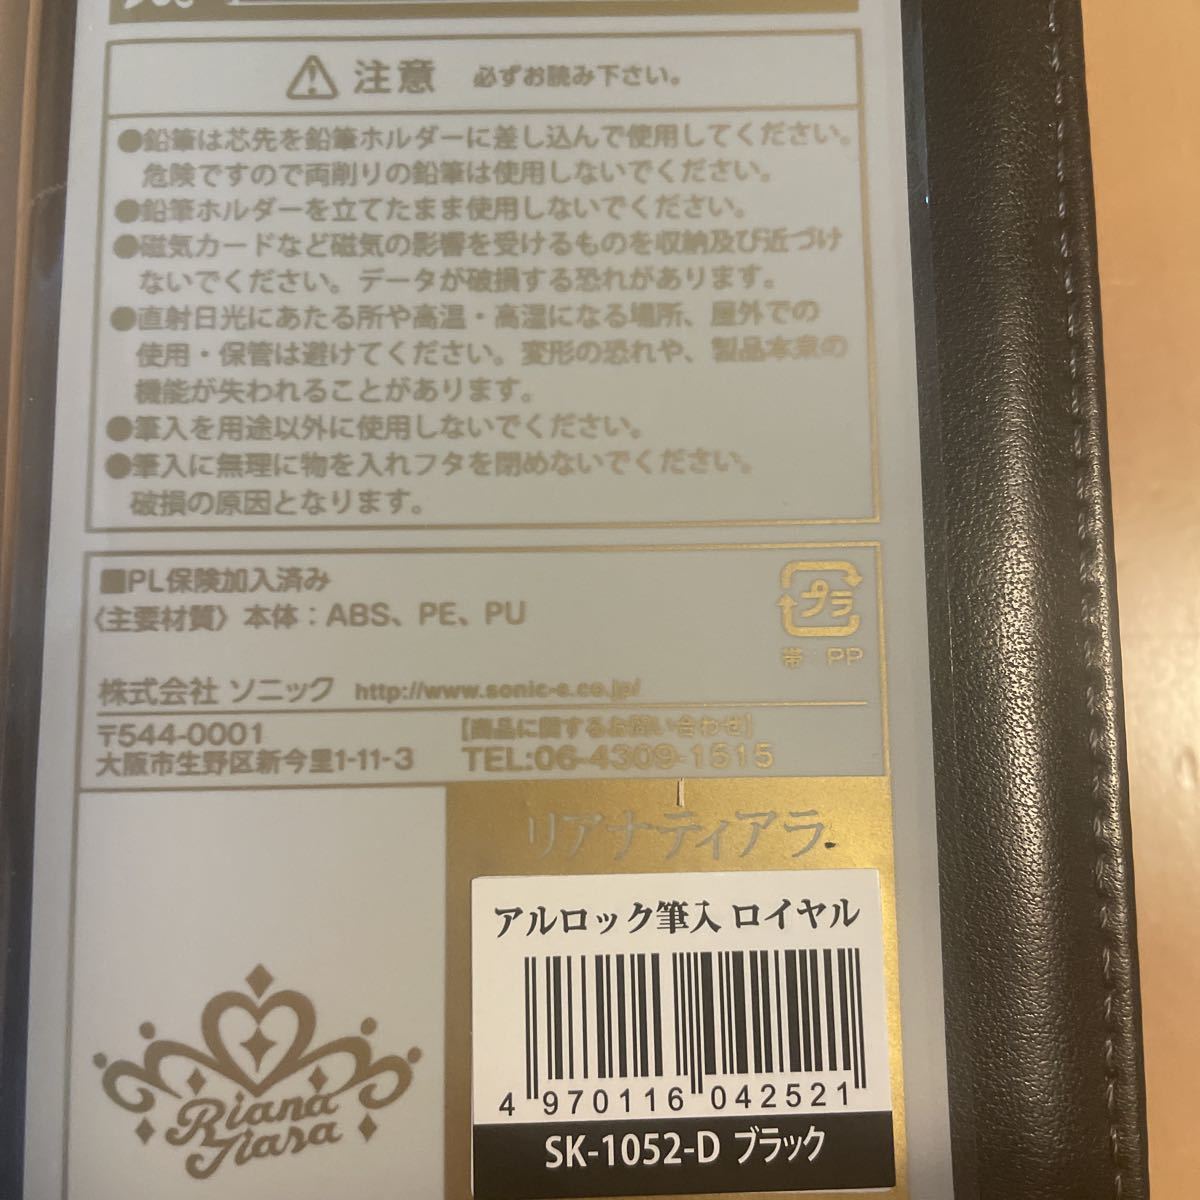 注意 必ずお読み下さい。
●鉛筆は芯先を鉛筆ホルダーに差し込んで使用してください。
危険ですので両削りの鉛筆は使用しないでください。
●鉛筆ホルダーを立てたまま使用しないでください。
●磁気カードなど磁気の影響を受けるものを収納及び近づけ
ないでください。データが破損する恐れがあります。
●直射日光にあたる所や高温・高湿になる場所、屋外での
使用・保管は避けてください。変形の恐れや、製品本来の
機能が失われることがあります。
●筆入を用途以外に使用しないでください。
●筆入に無理に物を入れフタを閉めないでください。
破損の原因となります。
■PL保険加入済み
〈主要材質〉本体：ABS、PE、PU
プラ
帯：PP
株式会社 ソニック http://www.sonic-s.co.jp/
〒544-0001
大阪市生野区新今里1-11-3
【商品に関するお問い合わせ】
TEL:06-4309-1515
リアナティアラ
アルロック筆入 ロイヤル
4 970116 042521
SK-1052-D ブラック
Riana
Tiara